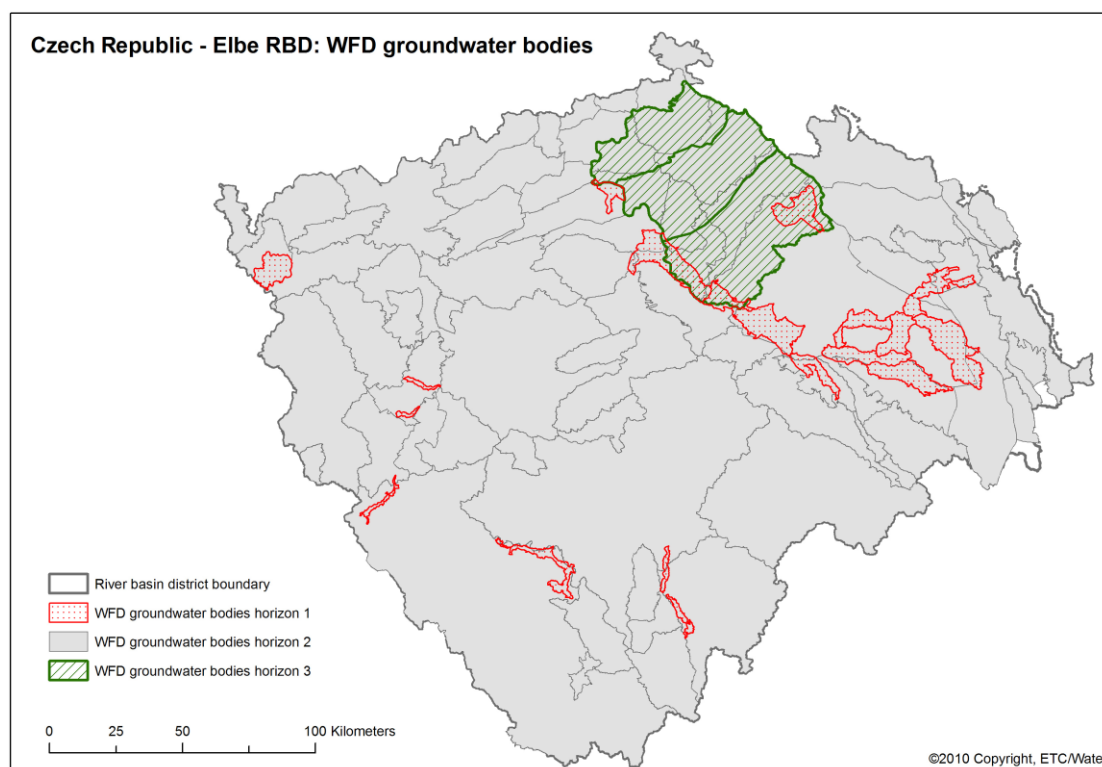 Czech Republic - Elbe RBD: WFD groundwater bodies
River basin district boundary
WFD groundwater bodies horizon 1
WFD groundwater bodies horizon 2
WFD groundwater bodies horizon 3
0 25 50 100 Kilometers
©2010 Copyright, ETC/Water